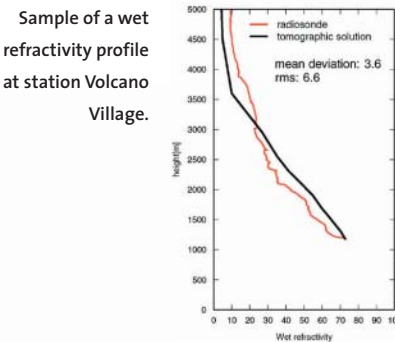 Sample of a wet
refractivity profile
at station Volcano
Village.
radiosonde
tomographic solution
mean deviation: 3.6
rms: 6.6
5000
4500
4000
3500
3000
2500
2000
1500
1000
500
0
height[m]
0 10 20 30 40 50 60 70 80 90 100
Wet refractivity